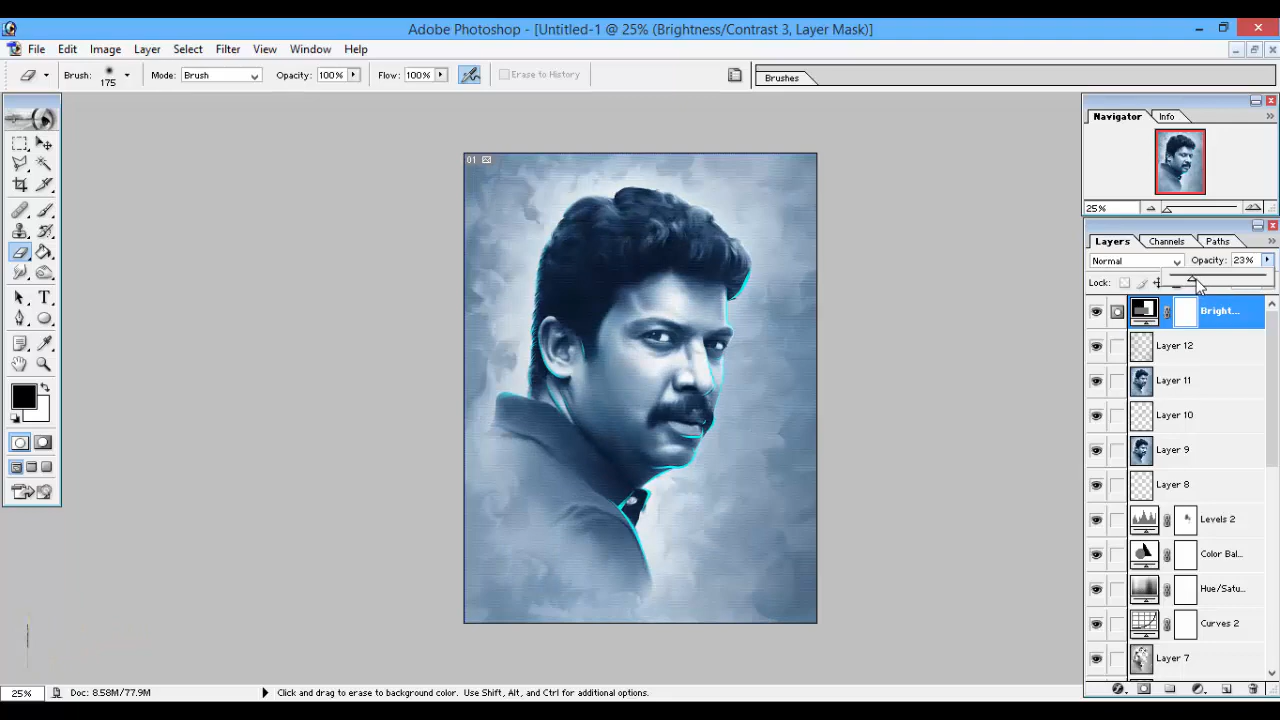 Adobe Photoshop - [Untitled-1 @ 25% (Brightness/Contrast 3, Layer Mask)]
File Edit Image Layer Select Filter View Window Help
Brush: 175 Mode: Brush Opacity: 100% Flow: 100% Erase to History Brushes
Navigator Info
01
25%
Layers Channels Paths
Normal Opacity: 23%
Lock:
Bright...
Layer 12
Layer 11
Layer 10
Layer 9
Layer 8
Levels 2
Color Bal...
Hue/Satu...
Curves 2
Layer 7
25% Doc: 8.58M/77.9M Click and drag to erase to background color. Use Shift, Alt, and Ctrl for additional options.